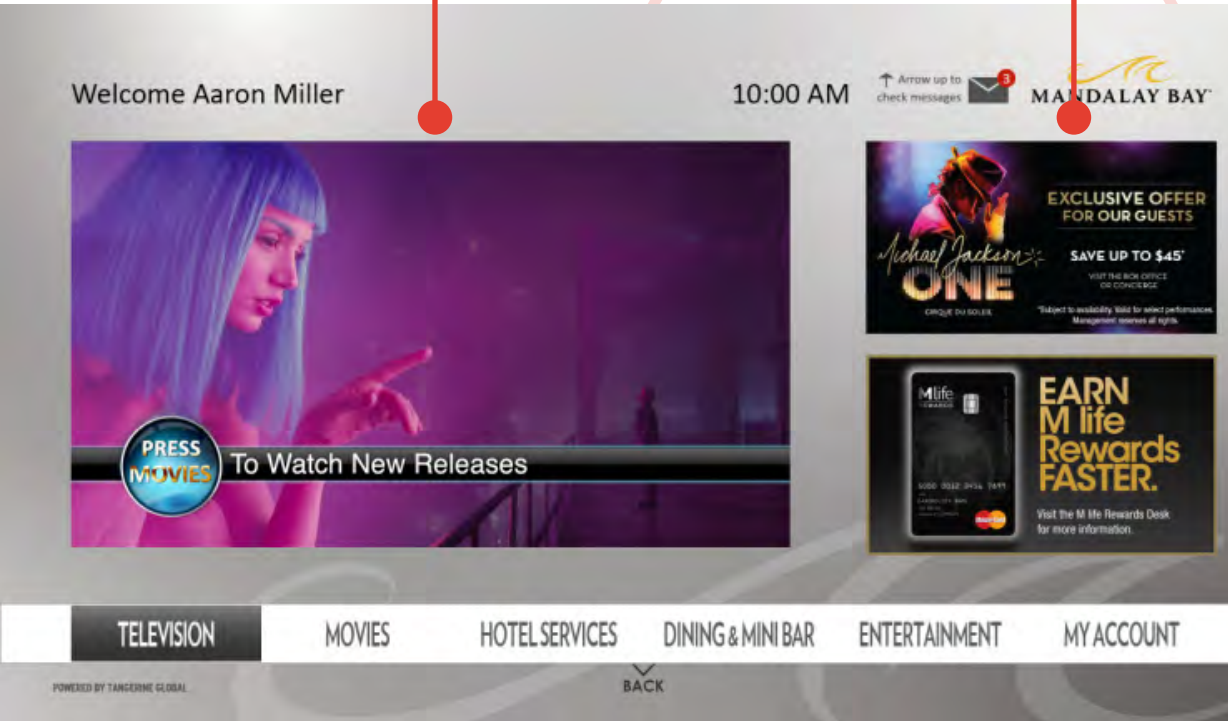 Welcome Aaron Miller
10:00 AM
Arrow up to
check messages
3
MANDALAY BAY
EXCLUSIVE OFFER
FOR OUR GUESTS
SAVE UP TO $45*
VISIT THE BOX OFFICE
OR CONCIERGE
*Subject to availability. Valid for select performances.
Management reserves all rights.
Michael Jackson
ONE
CIRQUE DU SOLEIL
PRESS
MOVIES
To Watch New Releases
M life
REWARDS
EARN
M life
Rewards
FASTER.
Visit the M life Rewards Desk
for more information.
TELEVISION
MOVIES
HOTEL SERVICES
DINING & MINI BAR
ENTERTAINMENT
MY ACCOUNT
BACK
POWERED BY TANGERINE GLOBAL